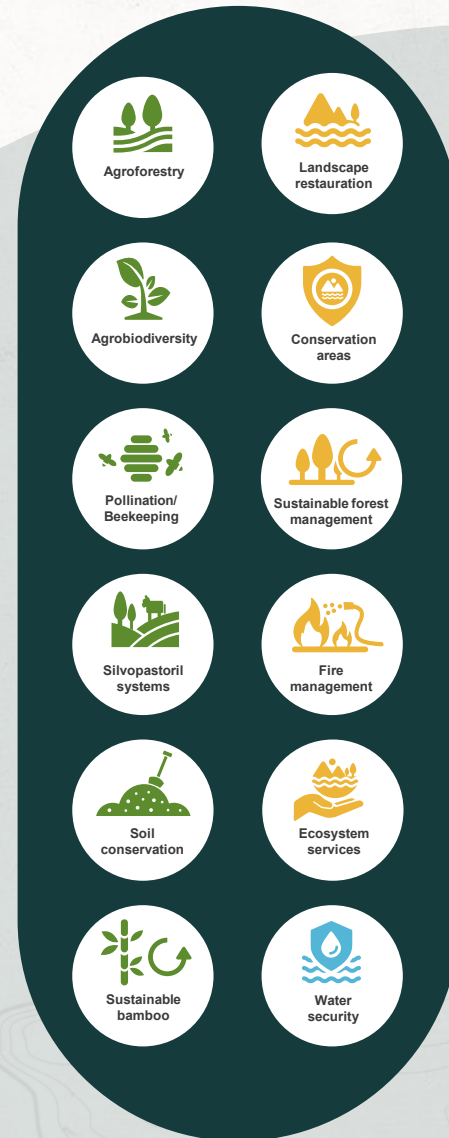 Agroforestry
Landscape
restauration
Agrobiodiversity
Conservation
areas
Pollination/
Beekeeping
Sustainable forest
management
Silvopastoril
systems
Fire
management
Soil
conservation
Ecosystem
services
Sustainable
bamboo
Water
security